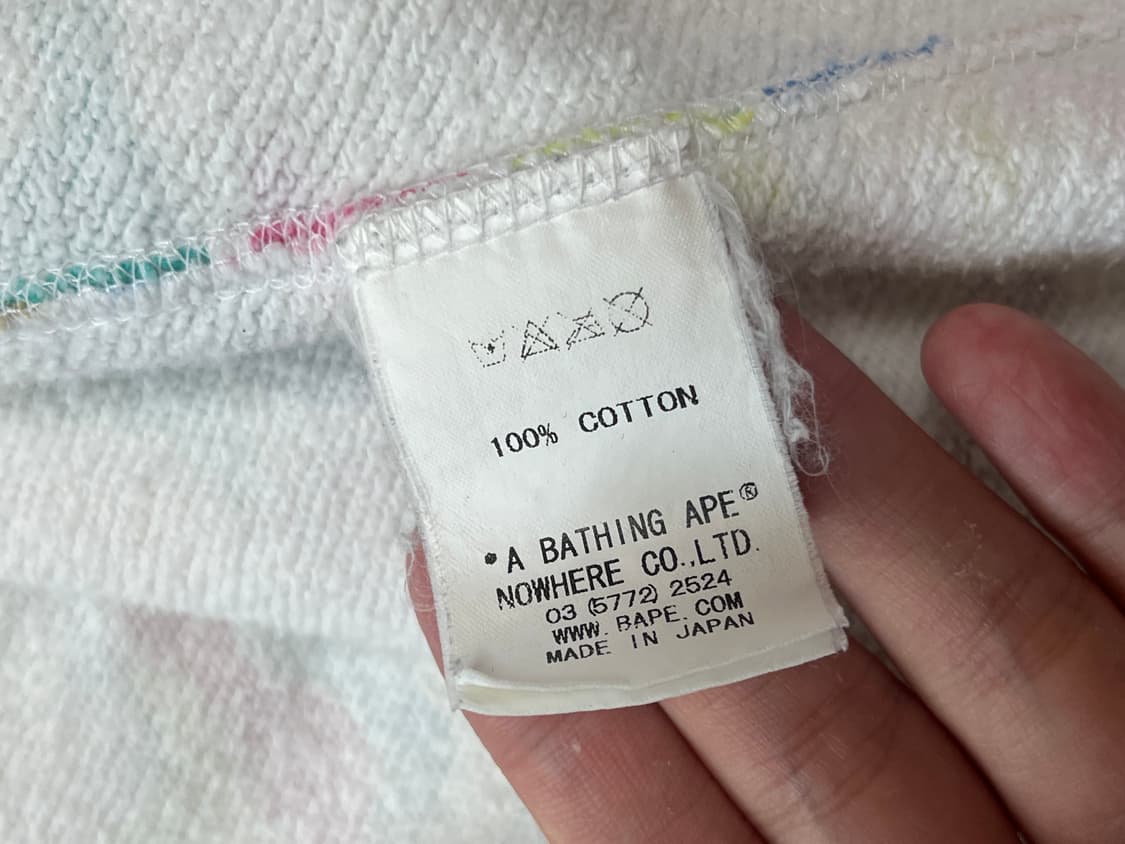 100% COTTON
•A BATHING APE®
NOWHERE CO.,LTD.
03 (5772) 2524
WWW. BAPE. COM
MADE IN JAPAN